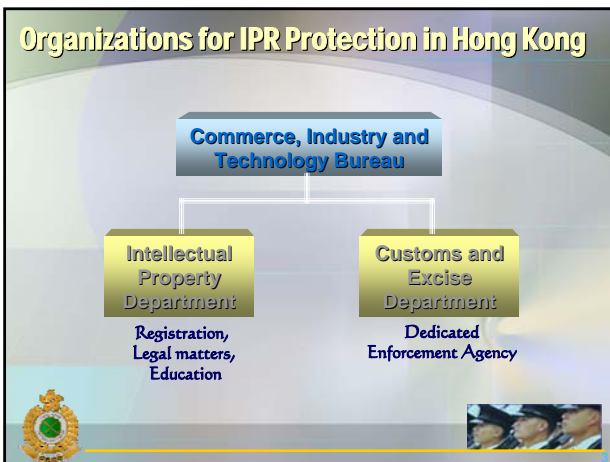 Organizations for IPR Protection in Hong Kong
Commerce, Industry and
Technology Bureau
Intellectual
Property
Department
Customs and
Excise
Department
Registration,
Legal matters,
Education
Dedicated
Enforcement Agency
3